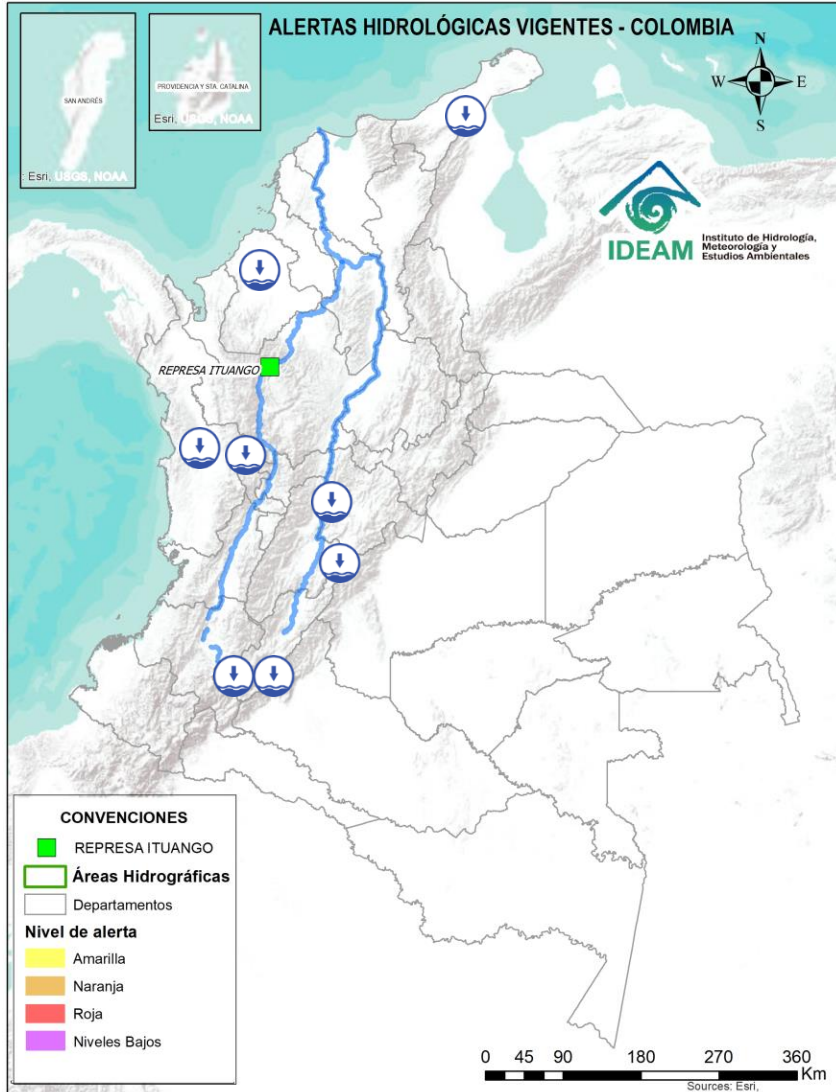 ALERTAS HIDROLÓGICAS VIGENTES - COLOMBIA
SAN ANDRÉS
Esri, USGS, NOAA
PROVIDENCIA Y STA. CATALINA
Esri, USGS, NOAA
N
W E
S
IDEAM
Instituto de Hidrología,
Meteorología y
Estudios Ambientales
REPRESA ITUANGO
CONVENCIONES
REPRESA ITUANGO
Áreas Hidrográficas
Departamentos
Nivel de alerta
Amarilla
Naranja
Roja
Niveles Bajos
0 45 90 180 270 360
Km
Sources: Esri,